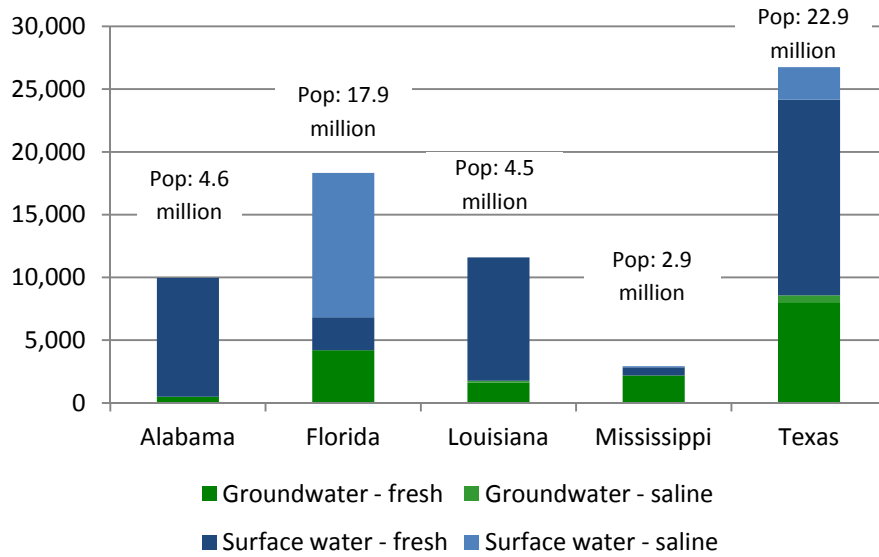 30,000
25,000
20,000
15,000
10,000
5,000
0
Pop: 4.6
million
Pop: 17.9
million
Pop: 4.5
million
Pop: 2.9
million
Pop: 22.9
million
Alabama
Florida
Louisiana
Mississippi
Texas
Groundwater - fresh
Groundwater - saline
Surface water - fresh
Surface water - saline